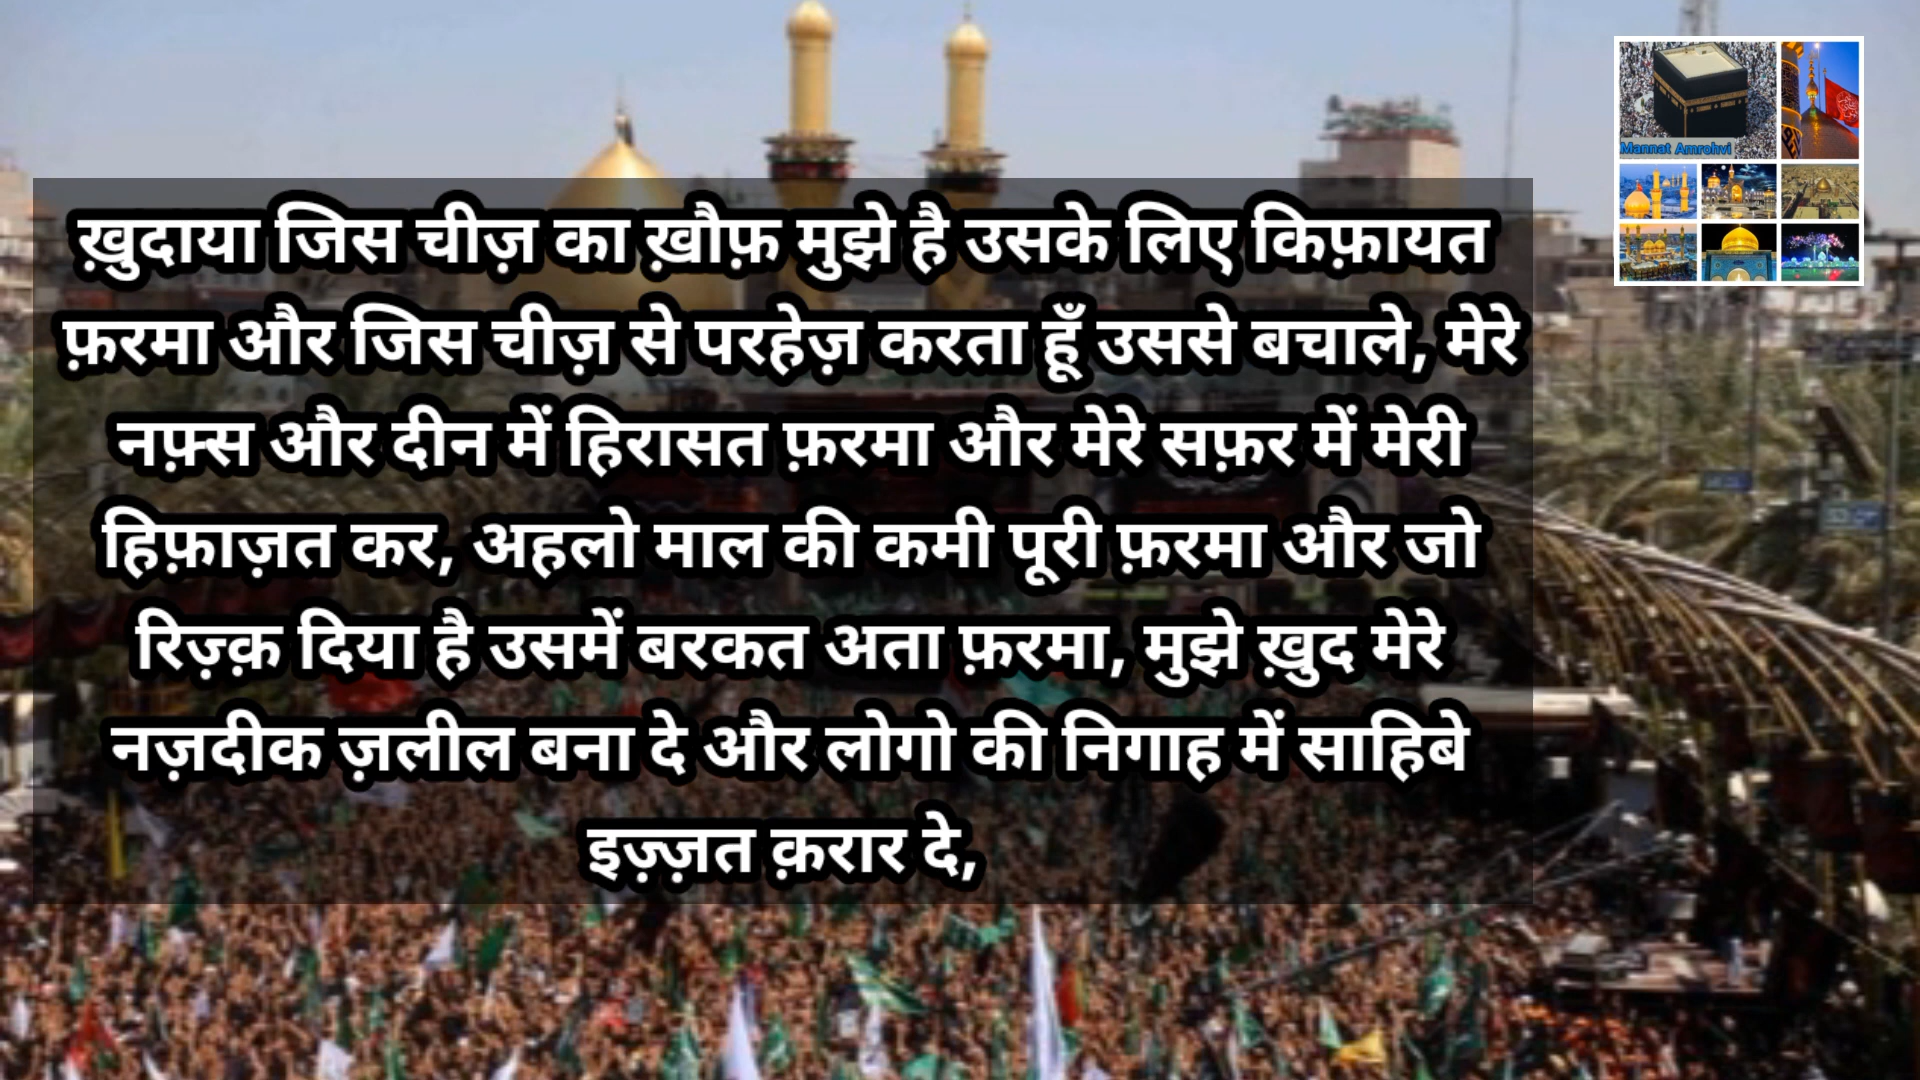 ख़ुदाया जिस चीज़ का ख़ौफ़ मुझे है उसके लिए किफ़ायत
फ़रमा और जिस चीज़ से परहेज़ करता हूँ उससे बचाले, मेरे
नफ़्स और दीन में हिरासत फ़रमा और मेरे सफ़र में मेरी
हिफ़ाज़त कर, अहलो माल की कमी पूरी फ़रमा और जो
रिज़्क़ दिया है उसमें बरकत अता फ़रमा, मुझे ख़ुद मेरे
नज़दीक ज़लील बना दे और लोगो की निगाह में साहिबे
इज़्ज़त क़रार दे,
Mannat Amrohvi